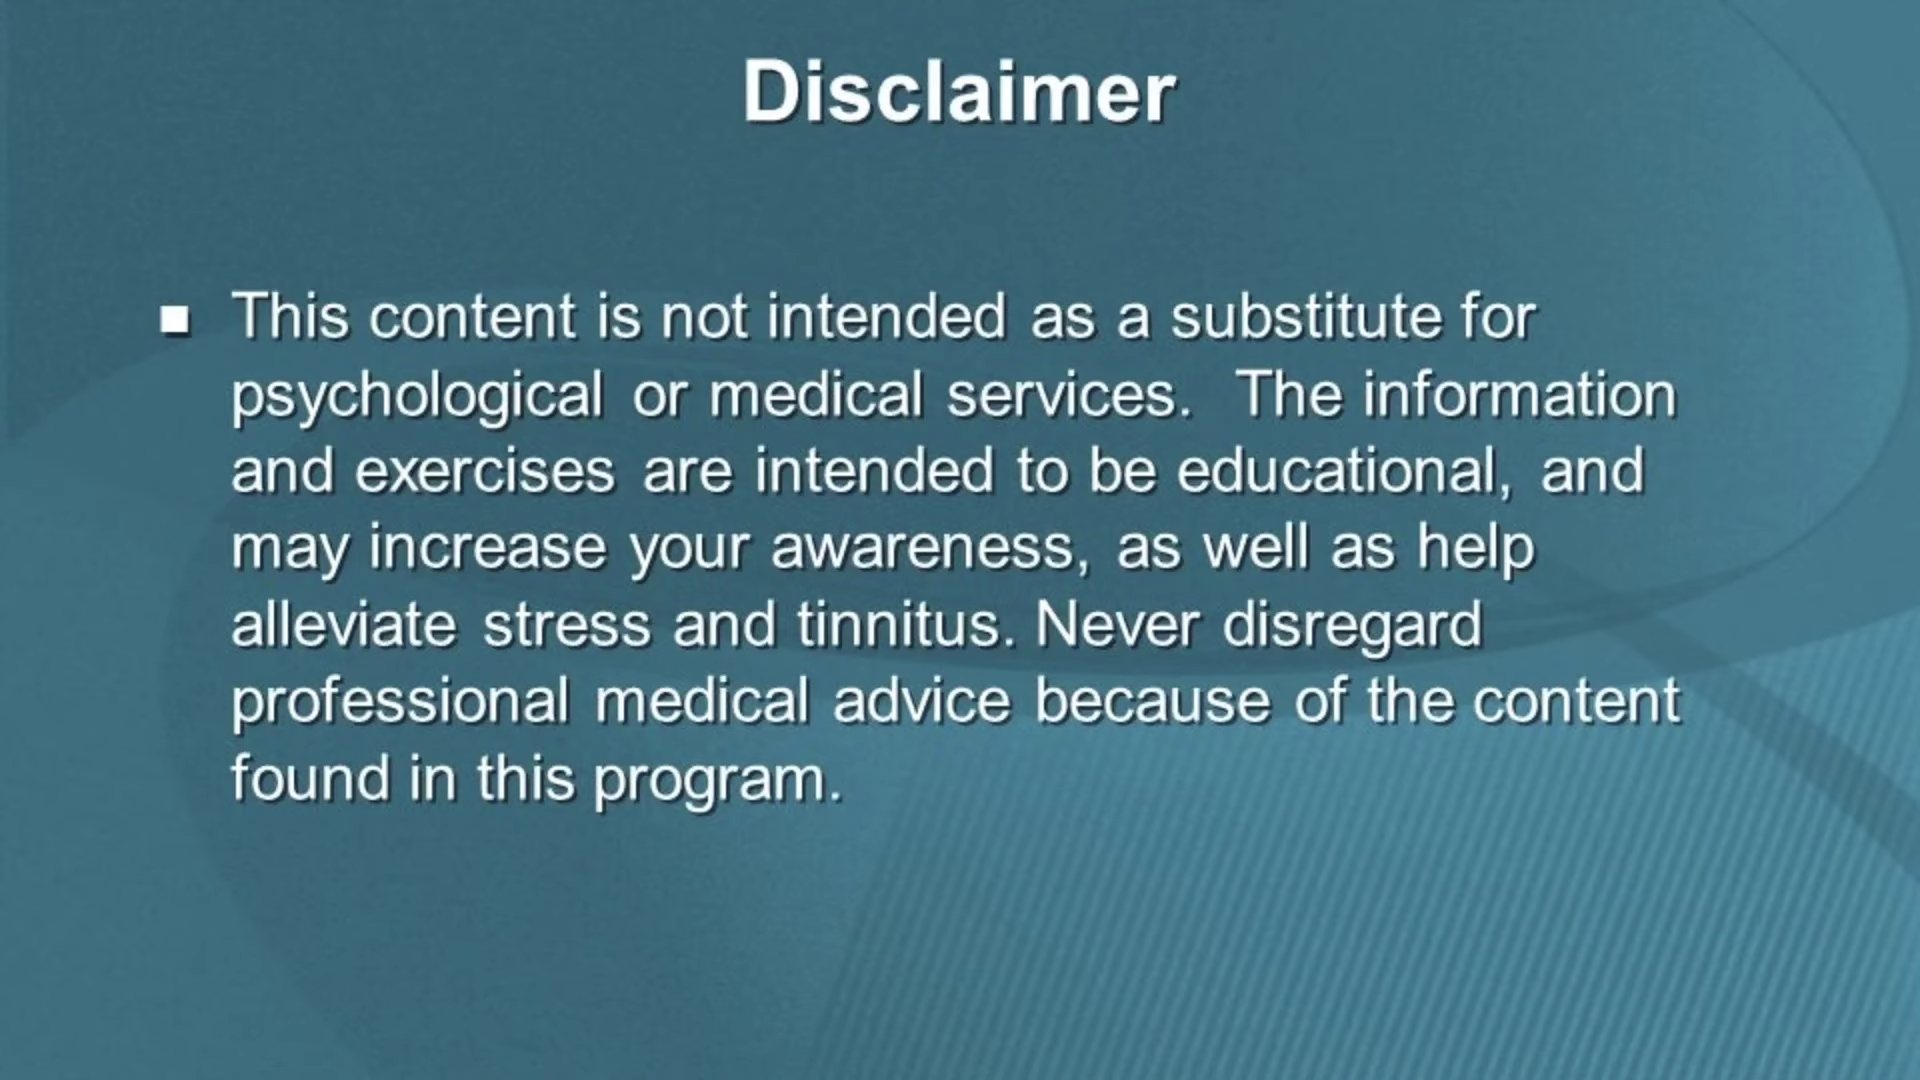 Disclaimer
This content is not intended as a substitute for
psychological or medical services. The information
and exercises are intended to be educational, and
may increase your awareness, as well as help
alleviate stress and tinnitus. Never disregard
professional medical advice because of the content
found in this program.